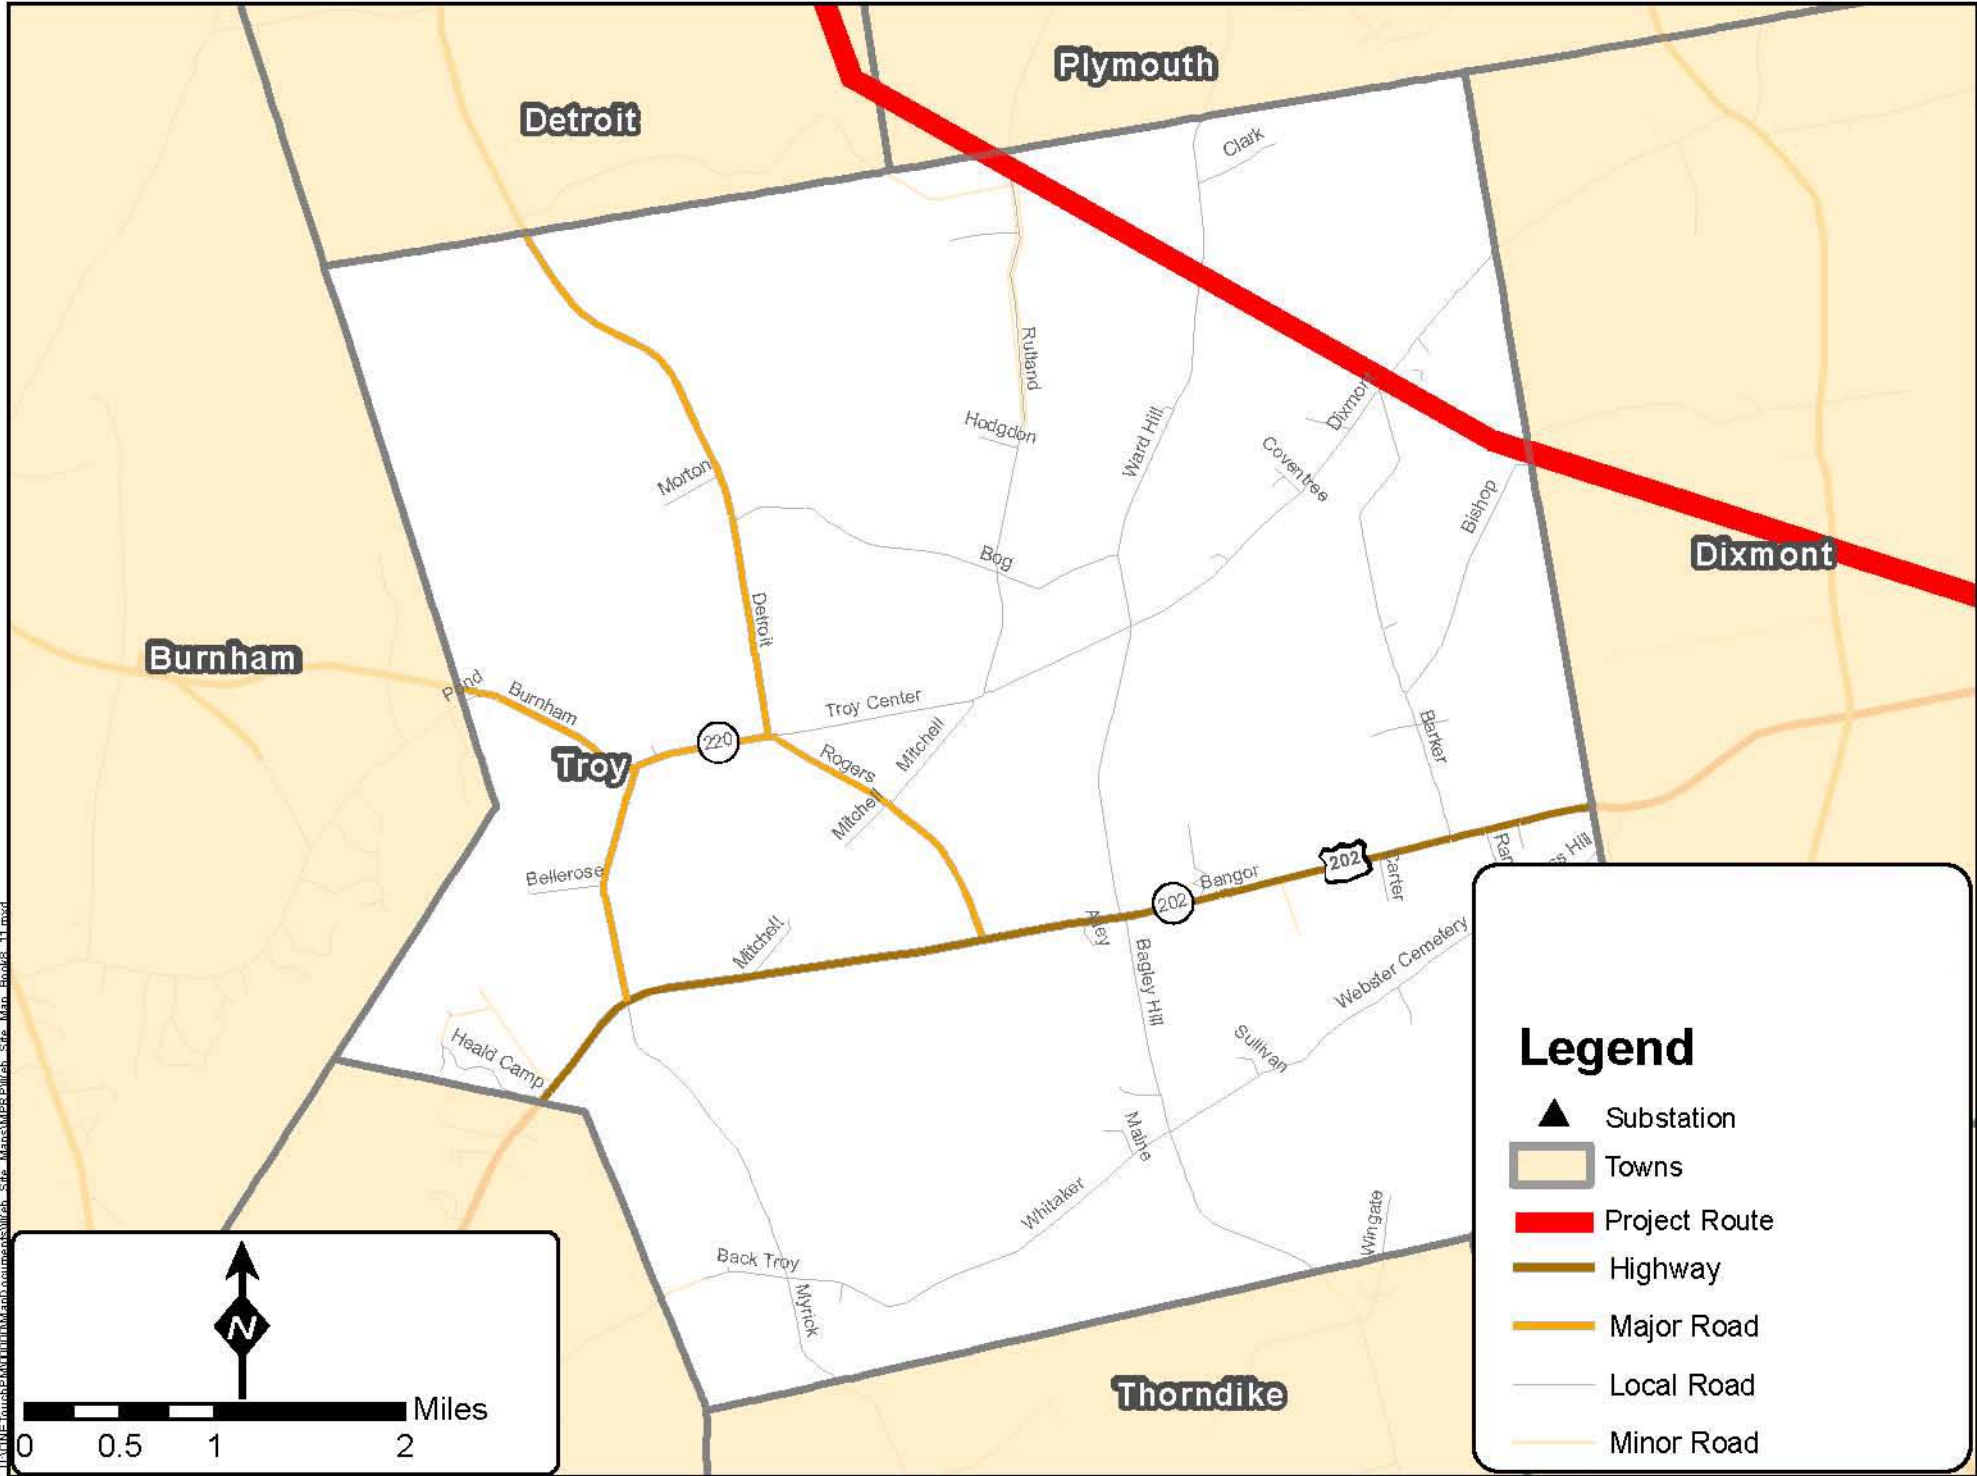 Plymouth
Detroit
Clark
Rutland
Hodgdon
Ward Hill
Coventree
Morton
Bishop
Bog
Dixmont
Detroit
Burnham
Pond
Burnham
Troy Center
Mitchell
Barker
220
Troy
Rogers
Mitchell
Bellerose
202
Bangor
202
Carter
Mitchell
Bagley Hill
Webster Cemetery
Sullivan
Heald Camp
Maine
Whitaker
Wingate
Back Troy
Myrick
Thorndike
Legend
Substation
Towns
Project Route
Highway
Major Road
Local Road
Minor Road
N
Miles
0 0.5 1 2